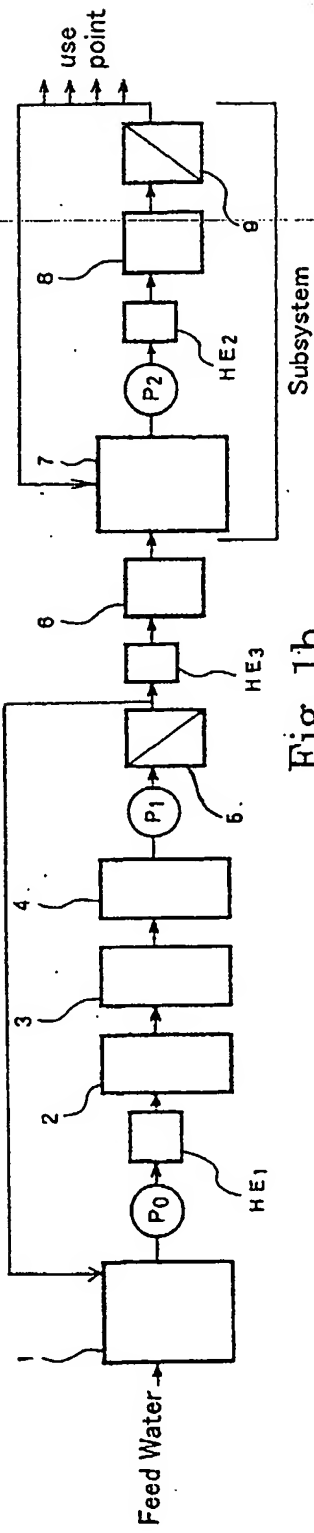 Feed Water
1
P0
HE1
2
3
4
P1
5.
HE3
6
7
P2
HE2
8
9
use
point
Subsystem
Fig. 1b